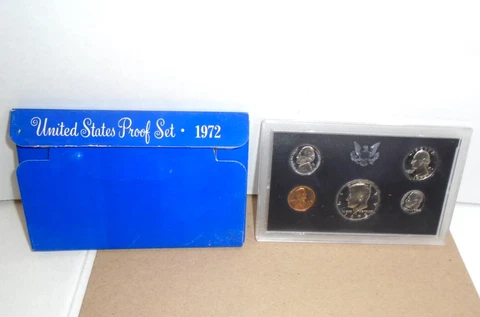 United States Proof Set • 1972